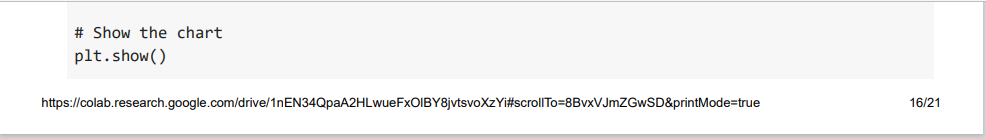 # Show the chart
plt.show()
https://colab.research.google.com/drive/1nEN34QpaA2HLwueFxOlBY8jvtsvoXzYi#scrollTo=8BvxVJmZGwSD&printMode=true 16/21